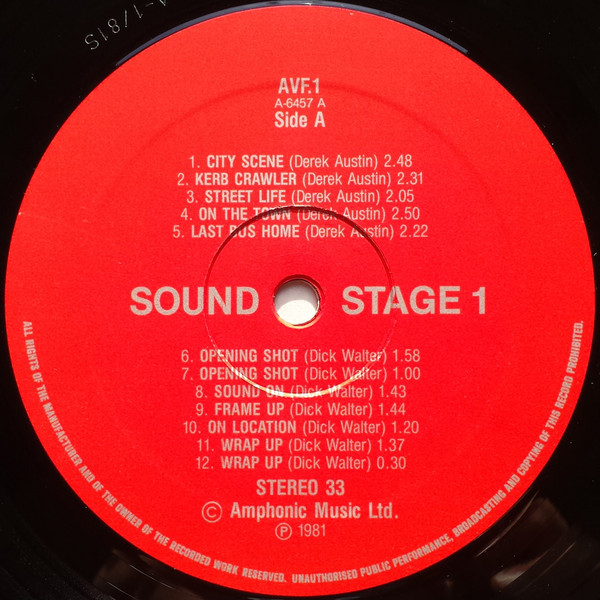 AVF.1
A-6457 A
Side A
1. CITY SCENE (Derek Austin) 2.48
2. KERB CRAWLER (Derek Austin) 2.31
3. STREET LIFE (Derek Austin) 2.05
4. ON THE TOWN (Derek Austin) 2.50
5. LAST BUS HOME (Derek Austin) 2.22
SOUND STAGE 1
6. OPENING SHOT (Dick Walter) 1.58
7. OPENING SHOT (Dick Walter) 1.00
8. SOUND ON (Dick Walter) 1.43
9. FRAME UP (Dick Walter) 1.44
10. ON LOCATION (Dick Walter) 1.20
11. WRAP UP (Dick Walter) 1.37
12. WRAP UP (Dick Walter) 0.30
STEREO 33
© Amphonic Music Ltd.
℗ 1981
ALL RIGHTS OF THE MANUFACTURER AND OF THE OWNER OF THE RECORDED WORK RESERVED. UNAUTHORISED PUBLIC PERFORMANCE, BROADCASTING AND COPYING OF THIS RECORD PROHIBITED.